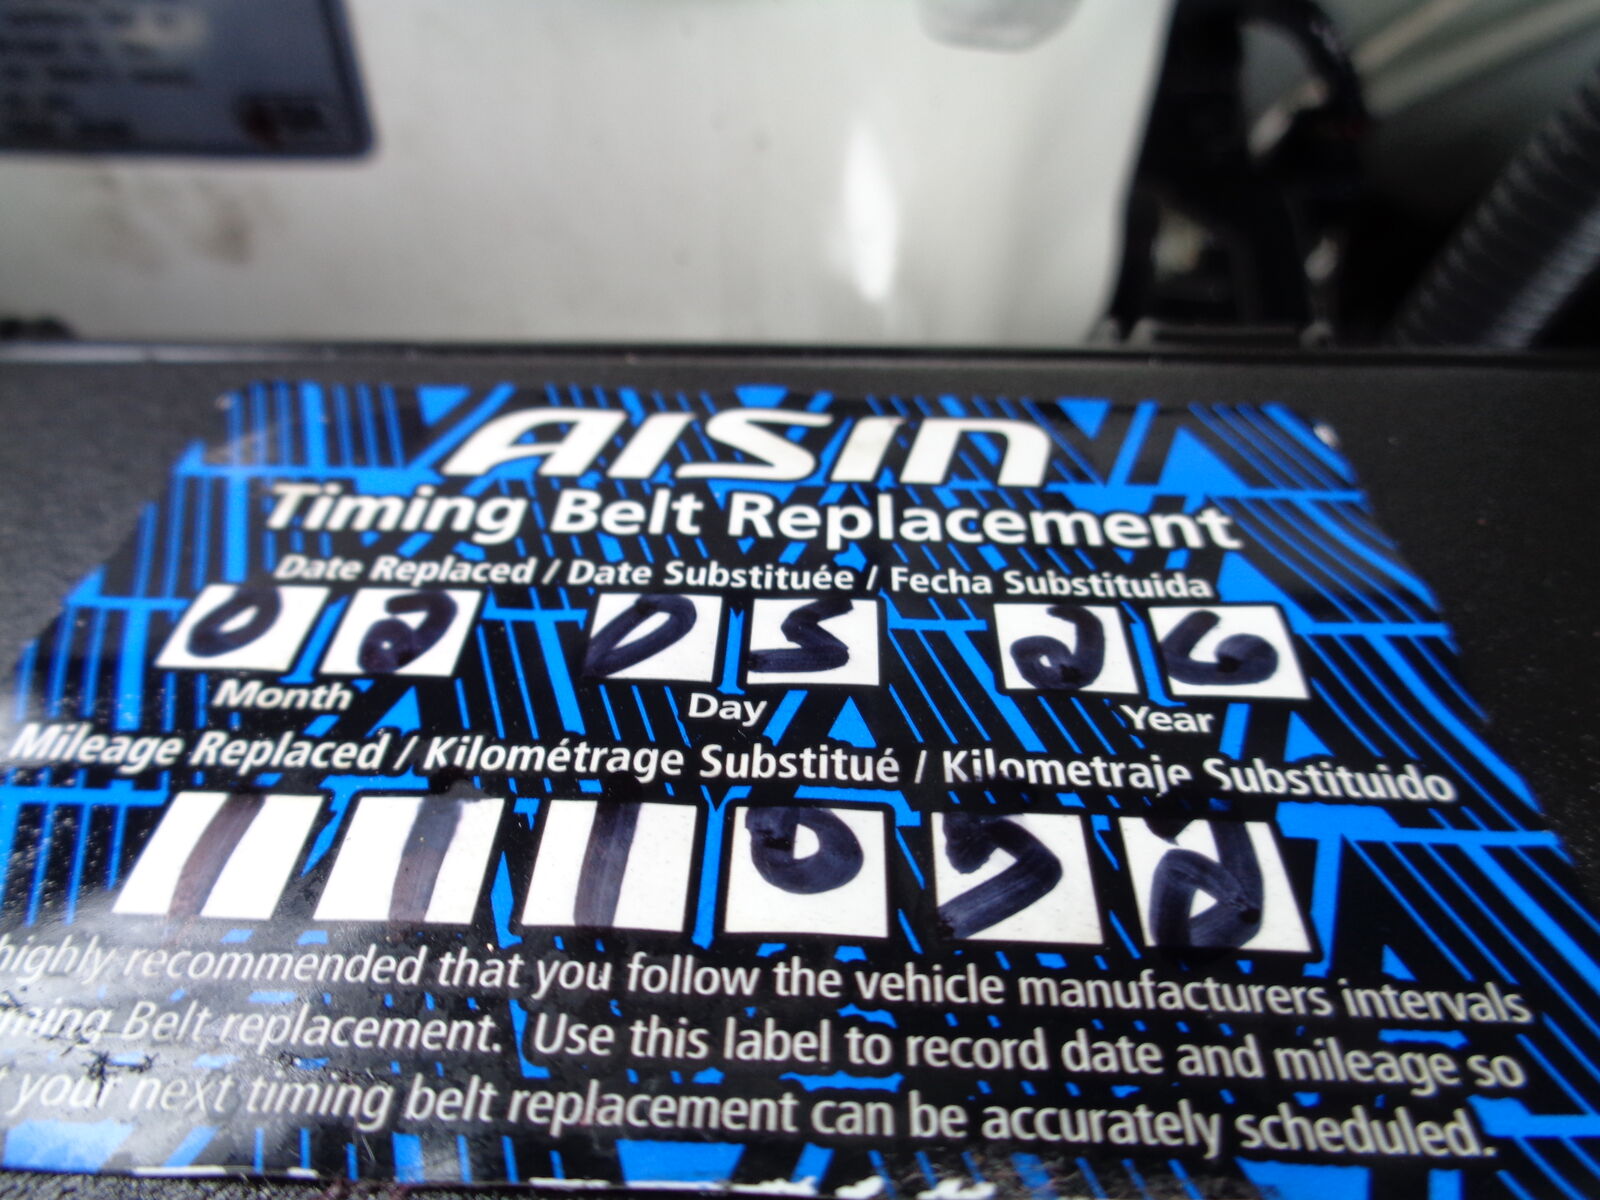 AISIN
Timing Belt Replacement
Date Replaced / Date Substituée / Fecha Substituida
02 05 26
Month Day Year
Mileage Replaced / Kilométrage Substitué / Kilometraje Substituido
111052
highly recommended that you follow the vehicle manufacturers intervals
Belt replacement. Use this label to record date and mileage so
your next timing belt replacement can be accurately scheduled.